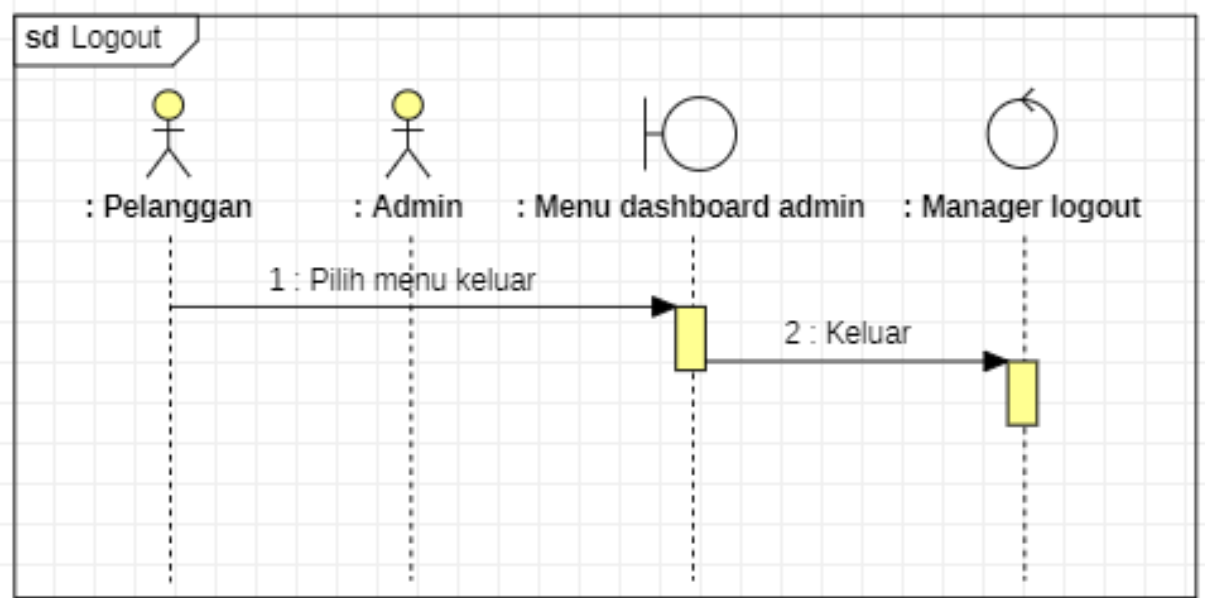 sd Logout
: Pelanggan
: Admin
: Menu dashboard admin
: Manager logout
1 : Pilih menu keluar
2 : Keluar